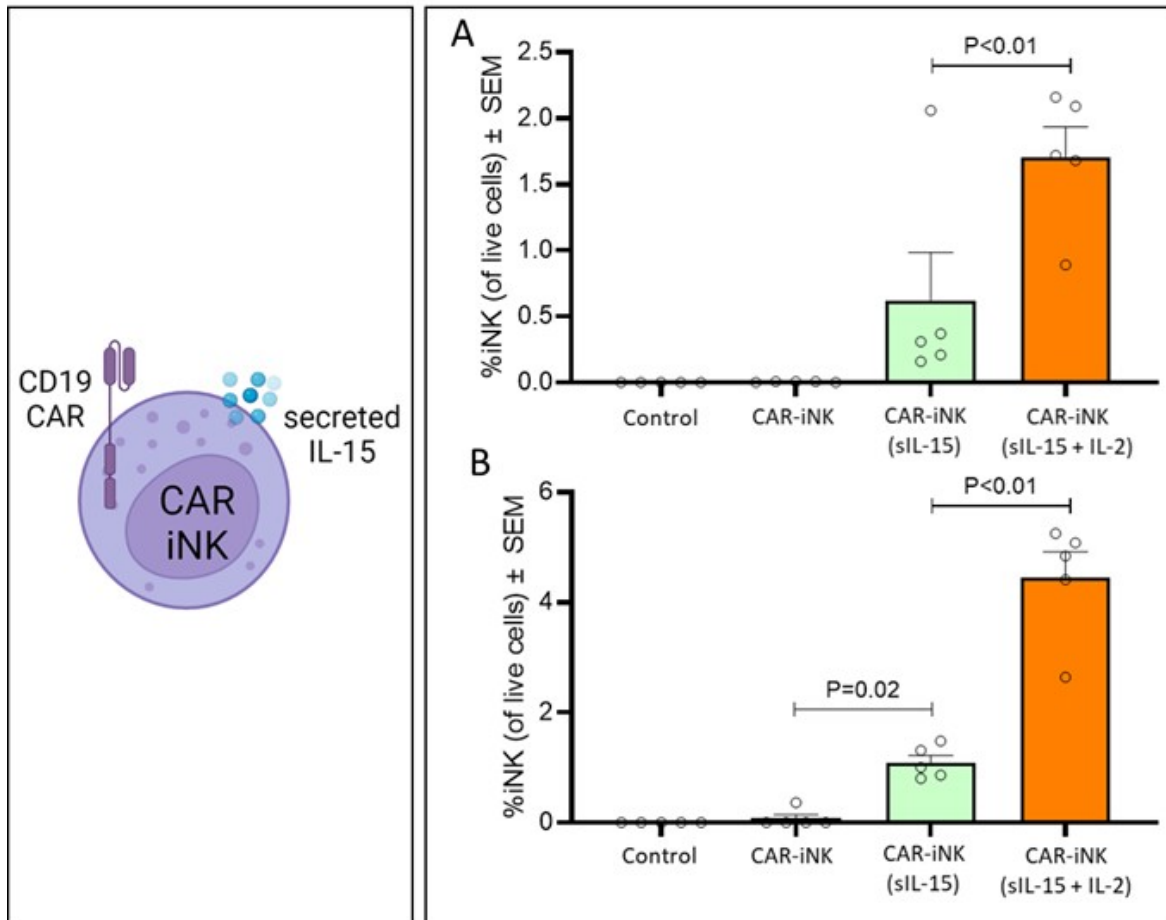 CD19
CAR
secreted
IL-15
CAR
iNK
A
%iNK (of live cells) ± SEM
2.5
2.0
1.5
1.0
0.5
0.0
P<0.01
Control
CAR-iNK
CAR-iNK
(sIL-15)
CAR-iNK
(sIL-15 + IL-2)
B
%iNK (of live cells) ± SEM
6
4
2
0
P=0.02
P<0.01
Control
CAR-iNK
CAR-iNK
(sIL-15)
CAR-iNK
(sIL-15 + IL-2)